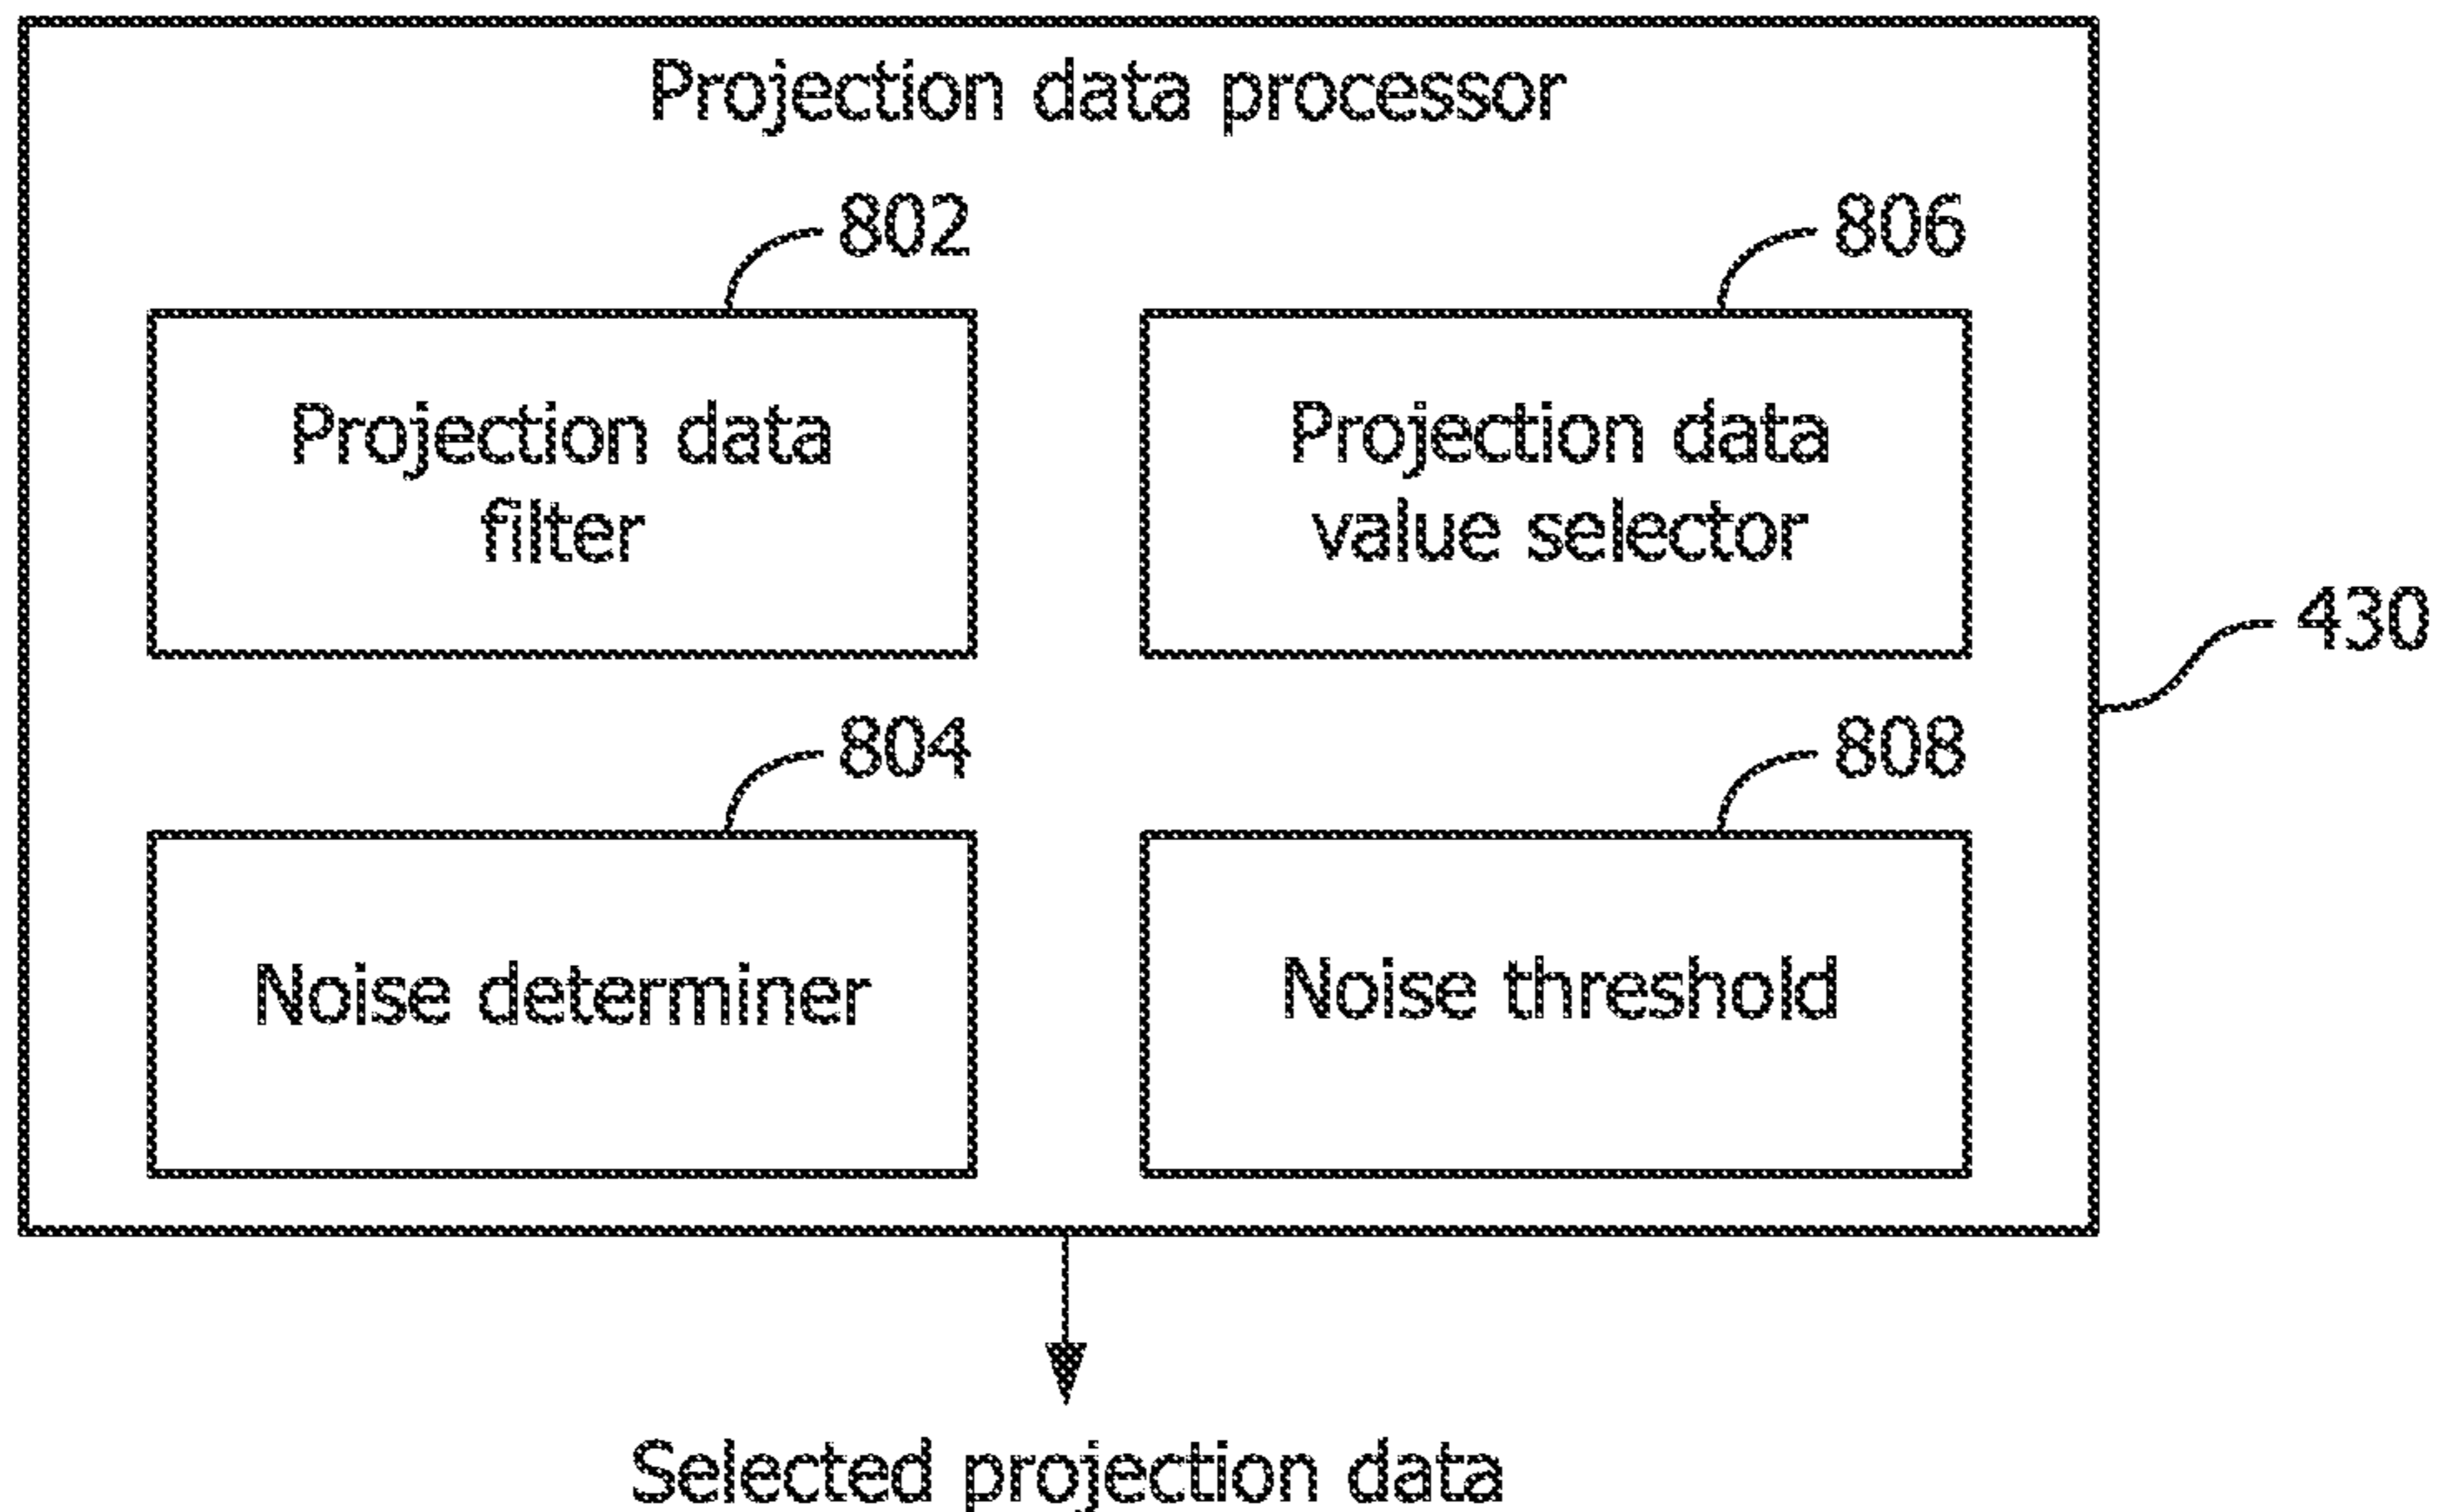 Projection data processor
802
806
Projection data
filter
Projection data
value selector
430
804
808
Noise determiner
Noise threshold
Selected projection data